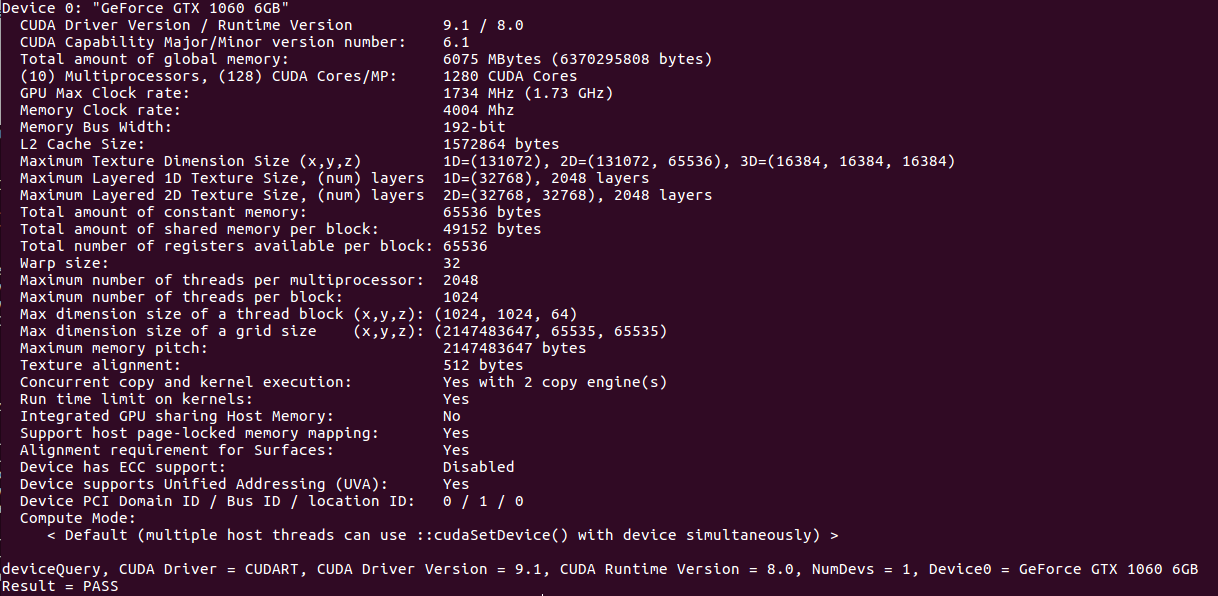 Device 0: "GeForce GTX 1060 6GB"
  CUDA Driver Version / Runtime Version          9.1 / 8.0
  CUDA Capability Major/Minor version number:    6.1
  Total amount of global memory:                 6075 MBytes (6370295808 bytes)
  (10) Multiprocessors, (128) CUDA Cores/MP:     1280 CUDA Cores
  GPU Max Clock rate:                            1734 MHz (1.73 GHz)
  Memory Clock rate:                             4004 Mhz
  Memory Bus Width:                              192-bit
  L2 Cache Size:                                 1572864 bytes
  Maximum Texture Dimension Size (x,y,z)         1D=(131072), 2D=(131072, 65536), 3D=(16384, 16384, 16384)
  Maximum Layered 1D Texture Size, (num) layers  1D=(32768), 2048 layers
  Maximum Layered 2D Texture Size, (num) layers  2D=(32768, 32768), 2048 layers
  Total amount of constant memory:               65536 bytes
  Total amount of shared memory per block:       49152 bytes
  Total number of registers available per block: 65536
  Warp size:                                     32
  Maximum number of threads per multiprocessor:  2048
  Maximum number of threads per block:           1024
  Max dimension size of a thread block (x,y,z): (1024, 1024, 64)
  Max dimension size of a grid size    (x,y,z): (2147483647, 65535, 65535)
  Maximum memory pitch:                          2147483647 bytes
  Texture alignment:                             512 bytes
  Concurrent copy and kernel execution:          Yes with 2 copy engine(s)
  Run time limit on kernels:                     Yes
  Integrated GPU sharing Host Memory:            No
  Support host page-locked memory mapping:       Yes
  Alignment requirement for Surfaces:            Yes
  Device has ECC support:                        Disabled
  Device supports Unified Addressing (UVA):      Yes
  Device PCI Domain ID / Bus ID / location ID:   0 / 1 / 0
  Compute Mode:
     < Default (multiple host threads can use ::cudaSetDevice() with device simultaneously) >

deviceQuery, CUDA Driver = CUDART, CUDA Driver Version = 9.1, CUDA Runtime Version = 8.0, NumDevs = 1, Device0 = GeForce GTX 1060 6GB
Result = PASS